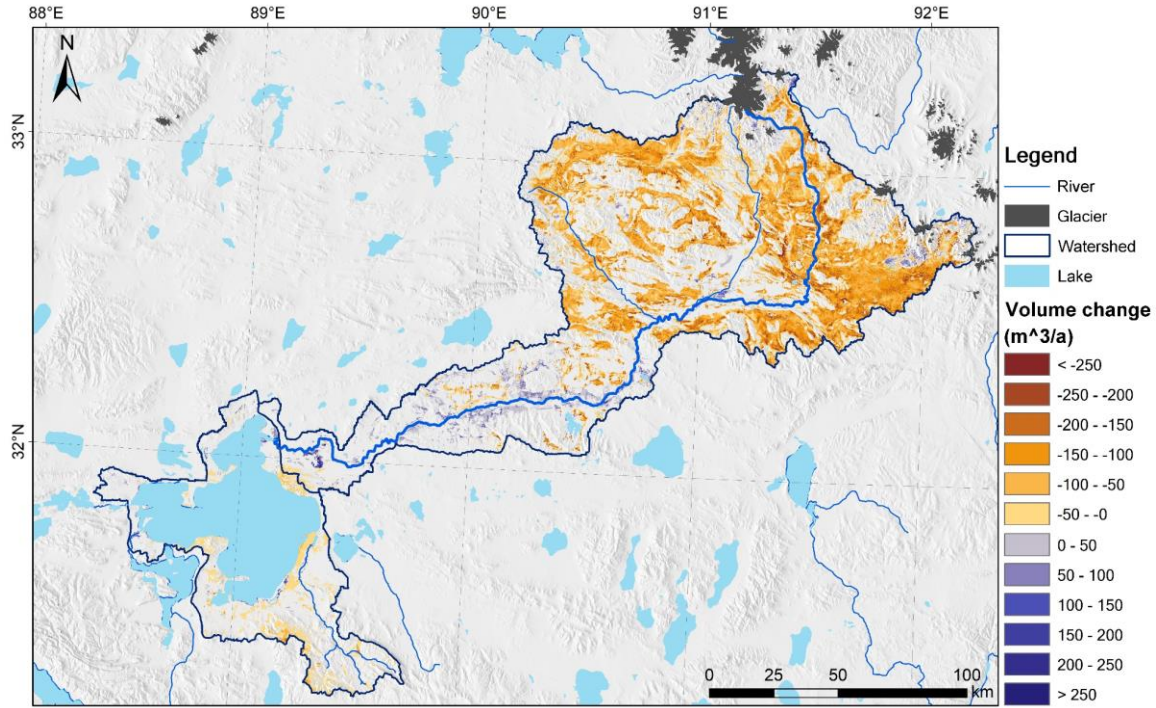 88°E 89°E 90°E 91°E 92°E
N
33°N
32°N
Legend
River
Glacier
Watershed
Lake
Volume change
(m^3/a)
< -250
-250 - -200
-200 - -150
-150 - -100
-100 - -50
-50 - -0
0 - 50
50 - 100
100 - 150
150 - 200
200 - 250
> 250
0 25 50 100
km